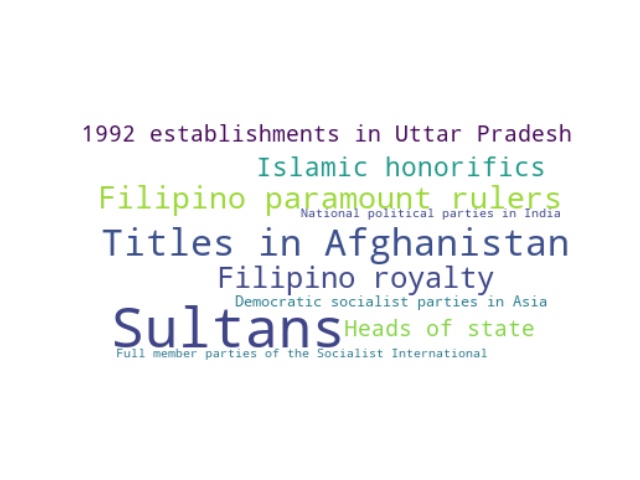 1992 establishments in Uttar Pradesh
Islamic honorifics
Filipino paramount rulers
National political parties in India
Titles in Afghanistan
Filipino royalty
Democratic socialist parties in Asia
Sultans
Heads of state
Full member parties of the Socialist International